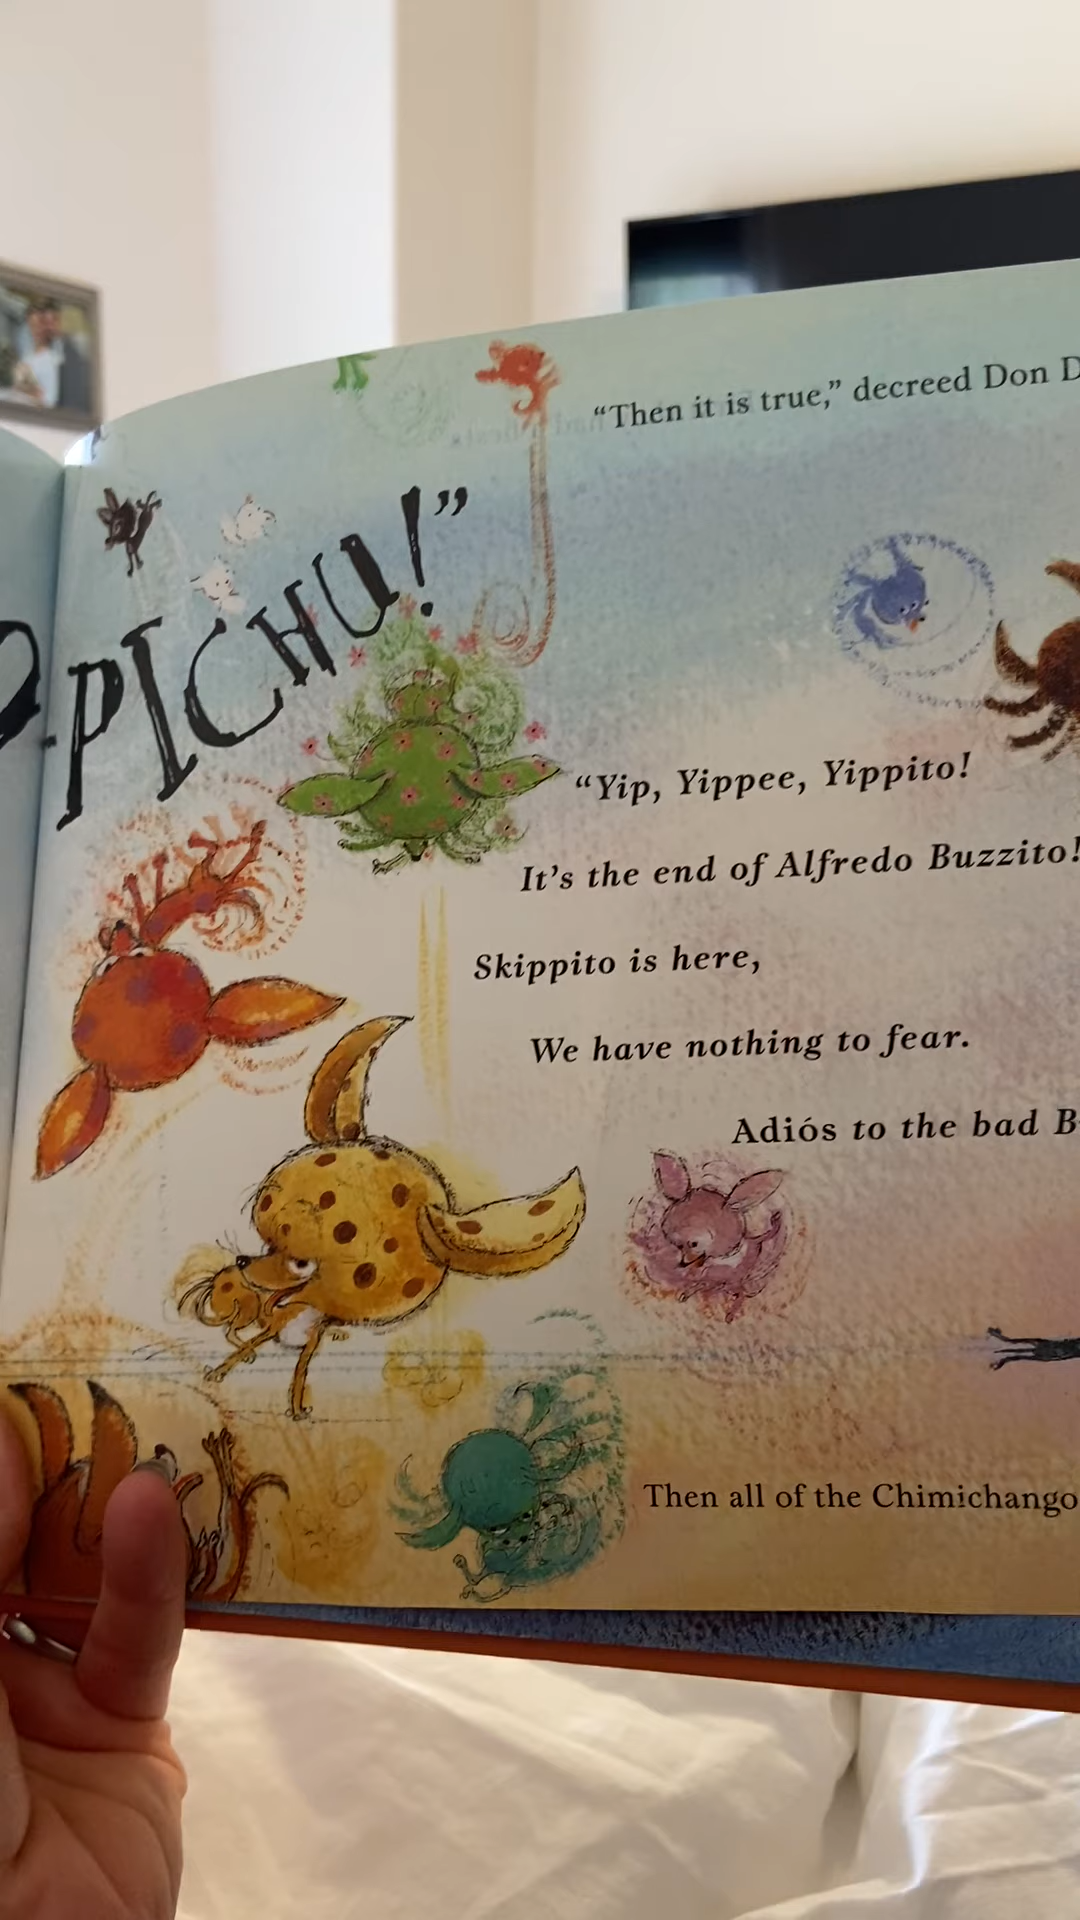 -PICHU!”
“Then it is true,” decreed Don D
“Yip, Yippee, Yippito!
It’s the end of Alfredo Buzzito!
Skippito is here,
We have nothing to fear.
Adiós to the bad B
Then all of the Chimichango